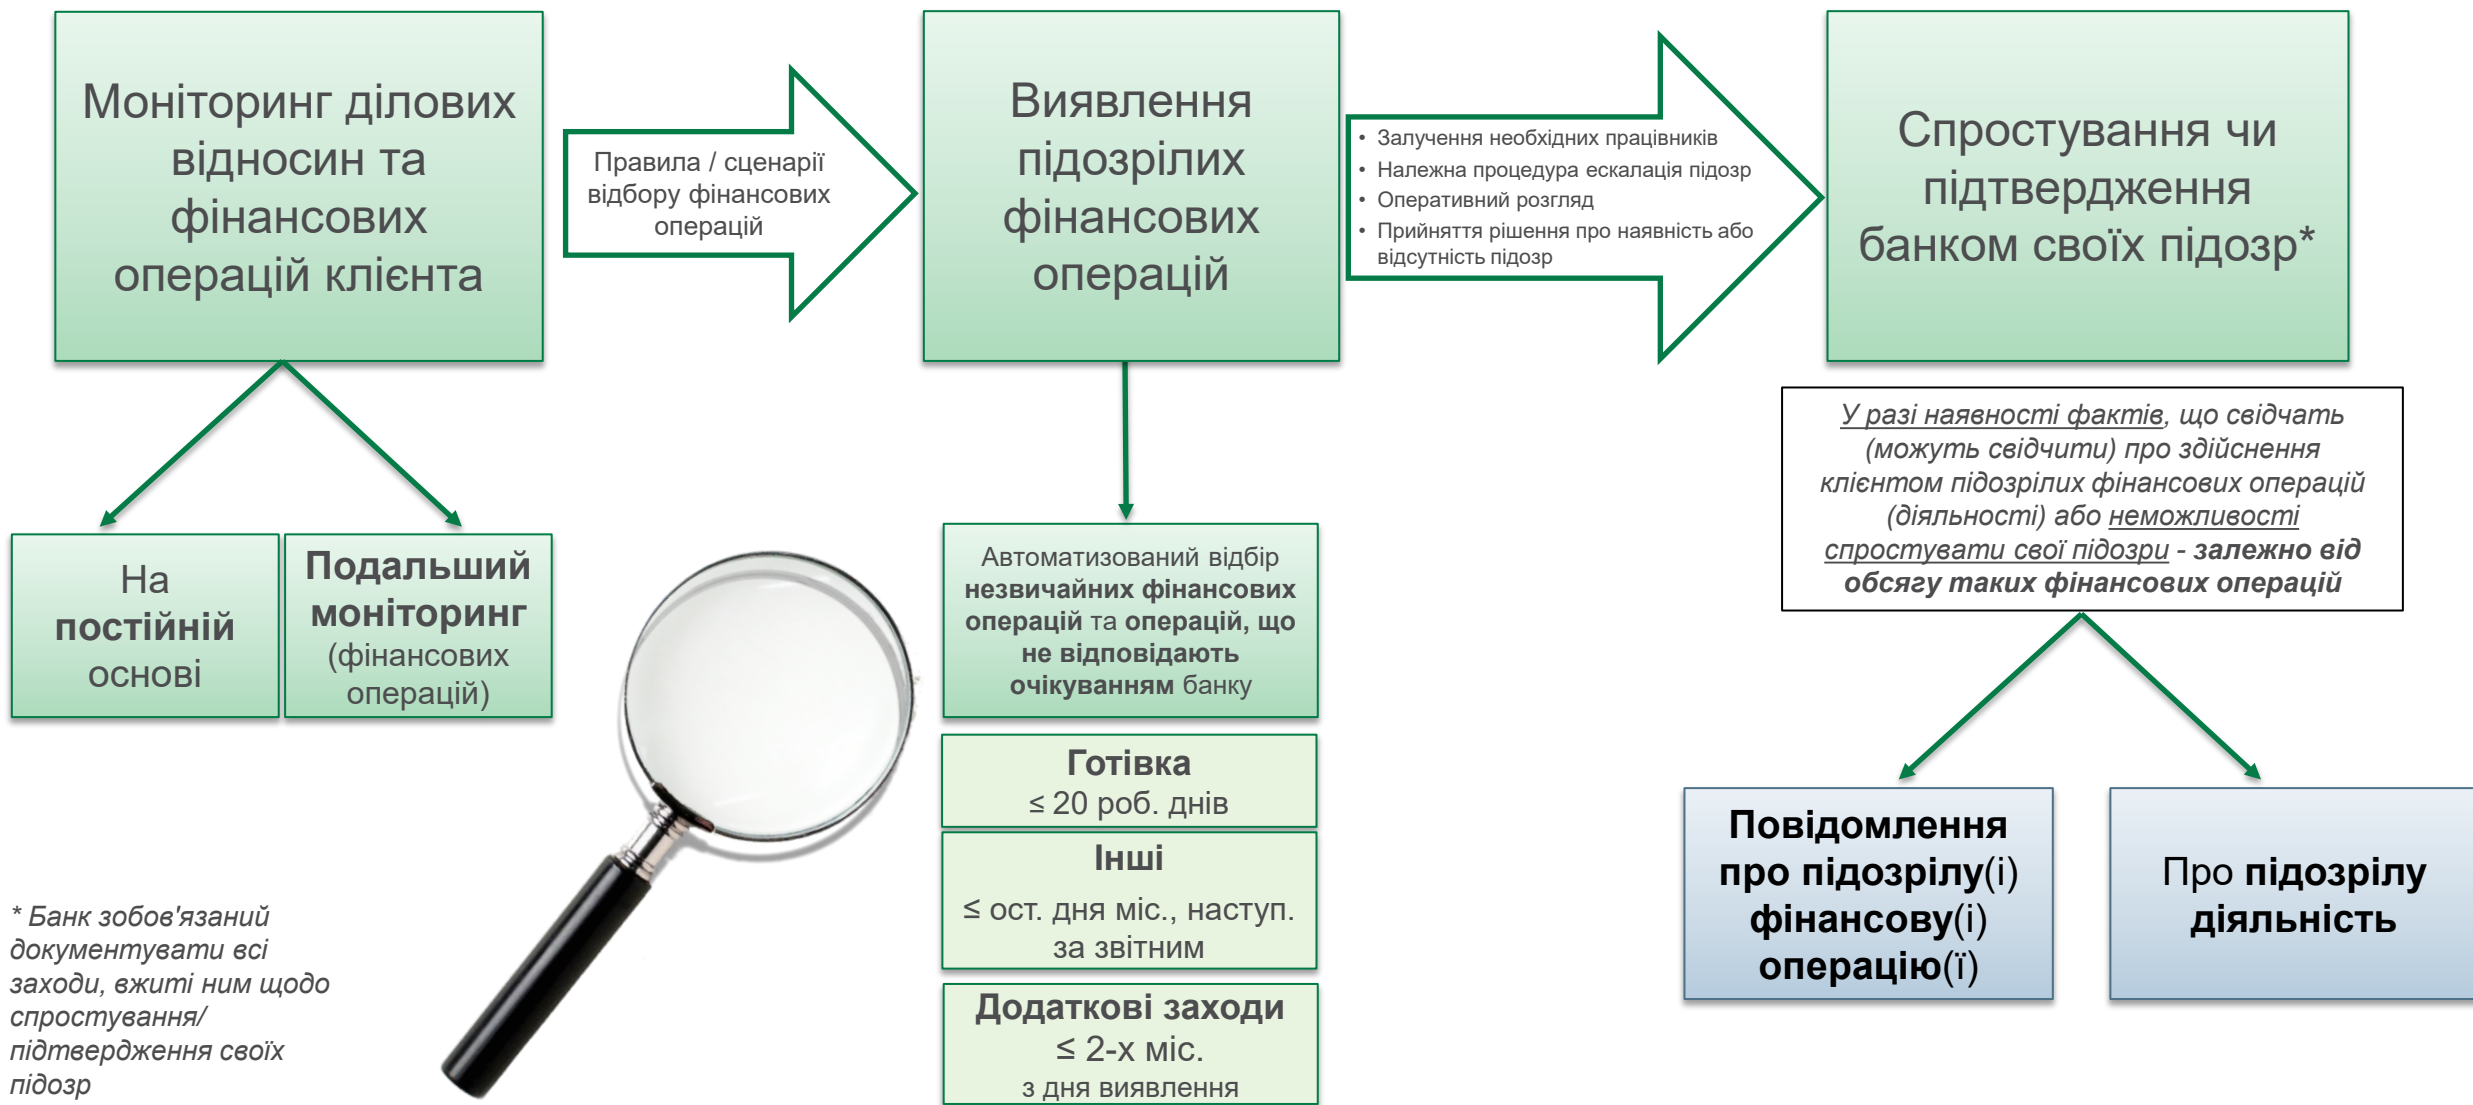 Моніторинг ділових
відносин та
фінансових
операцій клієнта
Правила / сценарії
відбору фінансових
операцій
Виявлення
підозрілих
фінансових
операцій
• Залучення необхідних працівників
• Належна процедура ескалація підозр
• Оперативний розгляд
• Прийняття рішення про наявність або
відсутність підозр
Спростування чи
підтвердження
банком своїх підозр*
На
постійній
основі
Подальший
моніторинг
(фінансових
операцій)
Автоматизований відбір
незвичайних фінансових
операцій та операцій, що
не відповідають
очікуванням банку
Готівка
≤ 20 роб. днів
Інші
≤ ост. дня міс., наступ.
за звітним
Додаткові заходи
≤ 2-х міс.
з дня виявлення
У разі наявності фактів, що свідчать
(можуть свідчити) про здійснення
клієнтом підозрілих фінансових операцій
(діяльності) або неможливості
спростувати свої підозри - залежно від
обсягу таких фінансових операцій
Повідомлення
про підозрілу(і)
фінансову(і)
операцію(ї)
Про підозрілу
діяльність
* Банк зобов'язаний
документувати всі
заходи, вжиті ним щодо
спростування/
підтвердження своїх
підозр